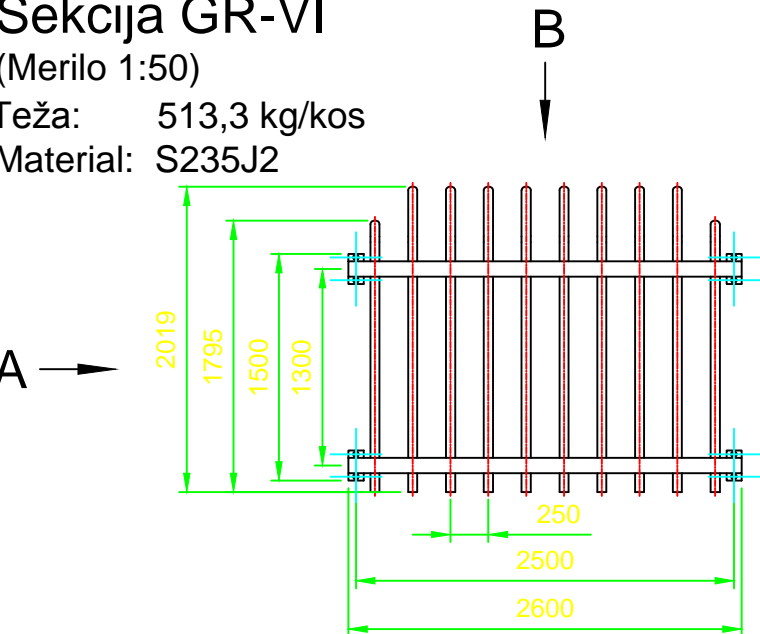 Sekcija GR-VI
(Merilo 1:50)
Teža: 513,3 kg/kos
Material: S235J2
B
A
2019
1795
1500
1300
250
2500
2600